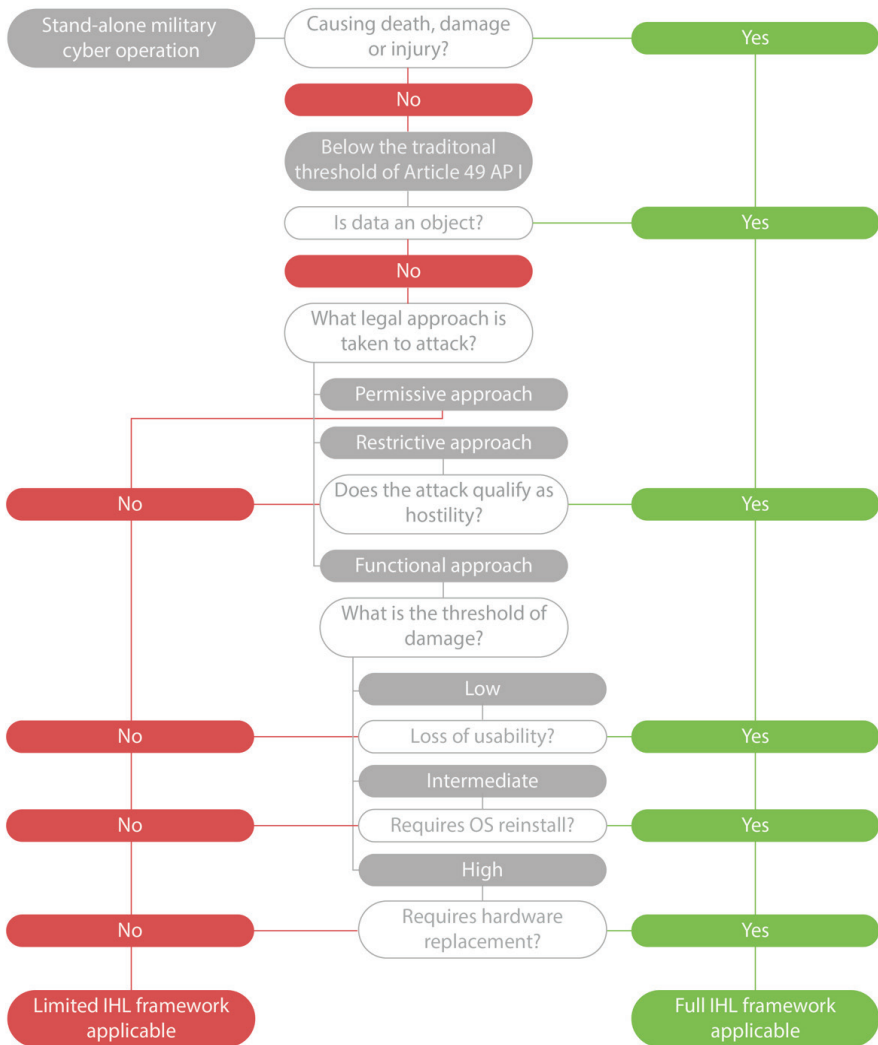 Stand-alone military
cyber operation
Causing death, damage
or injury?
Yes
No
Below the traditonal
threshold of Article 49 AP I
Is data an object?
Yes
No
What legal approach is
taken to attack?
Permissive approach
Restrictive approach
No
Does the attack qualify as
hostility?
Yes
Functional approach
What is the threshold of
damage?
Low
No
Loss of usability?
Yes
Intermediate
No
Requires OS reinstall?
Yes
High
No
Requires hardware
replacement?
Yes
Limited IHL framework
applicable
Full IHL framework
applicable